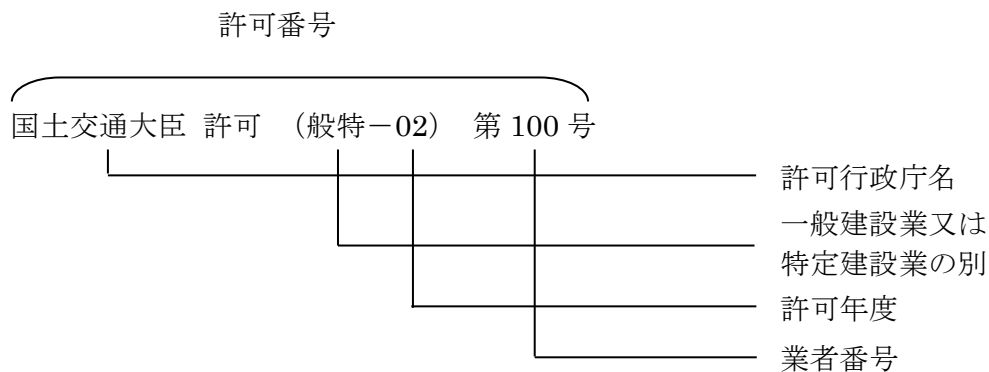 許可番号
国土交通大臣 許可 （般特－02） 第 100 号
許可行政庁名
一般建設業又は
特定建設業の別
許可年度
業者番号